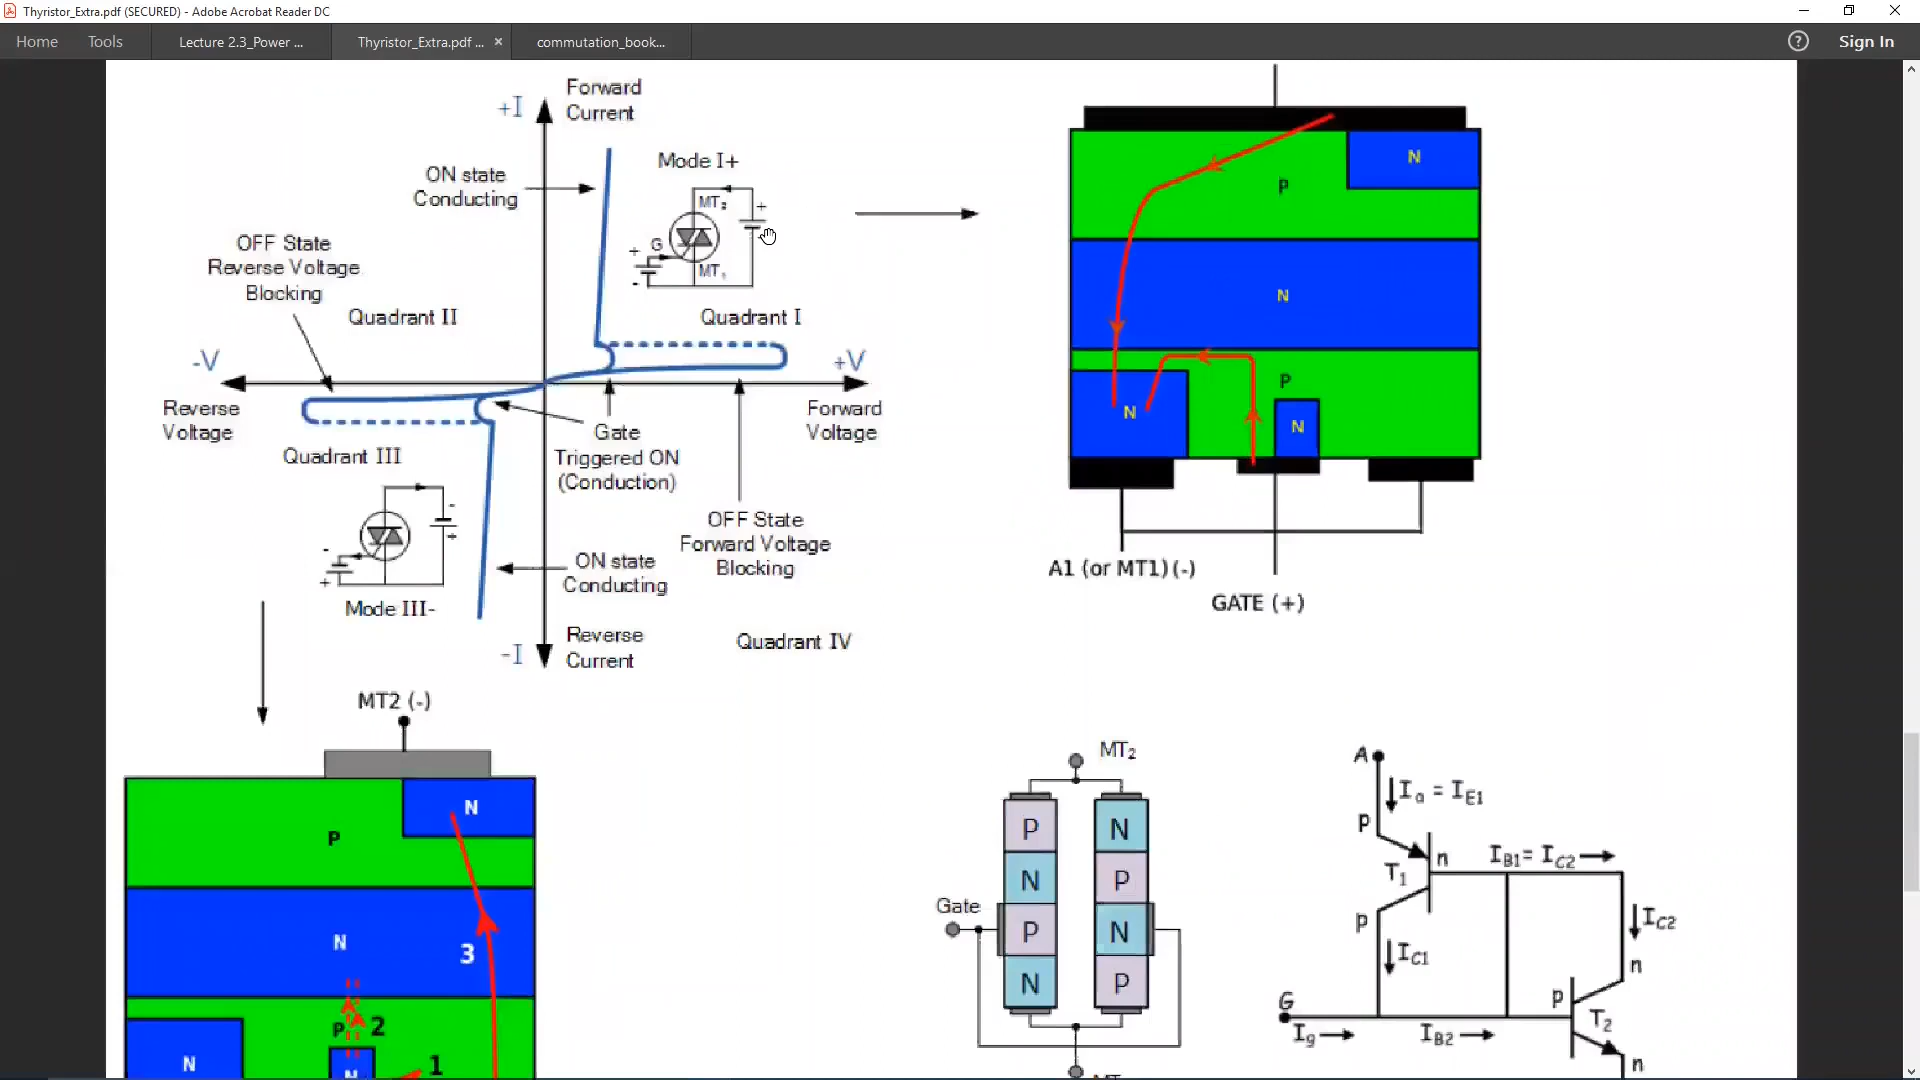 Thyristor_Extra.pdf (SECURED) - Adobe Acrobat Reader DC
Home
Tools
Lecture 2.3_Power ...
Thyristor_Extra.pdf ...
commutation_book...
Sign In
+I
Forward
Current
ON state
Conducting
Mode I+
MT2
G
+
-
+
MT1
OFF State
Reverse Voltage
Blocking
Quadrant II
Quadrant I
-V
+V
Reverse
Voltage
Forward
Voltage
Quadrant III
Gate
Triggered ON
(Conduction)
OFF State
Forward Voltage
Blocking
-
+
-
+
Mode III-
ON state
Conducting
-I
Reverse
Current
Quadrant IV
N
P
N
P
N
N
A1 (or MT1)(-)
GATE (+)
MT2 (-)
N
P
N
3
P
2
N
1
N
MT2
P
N
N
P
Gate
P
N
N
P
A
Ia = IE1
p
T1
n
IB1= IC2
p
IC1
IC2
n
G
Ig
IB2
p
T2
n